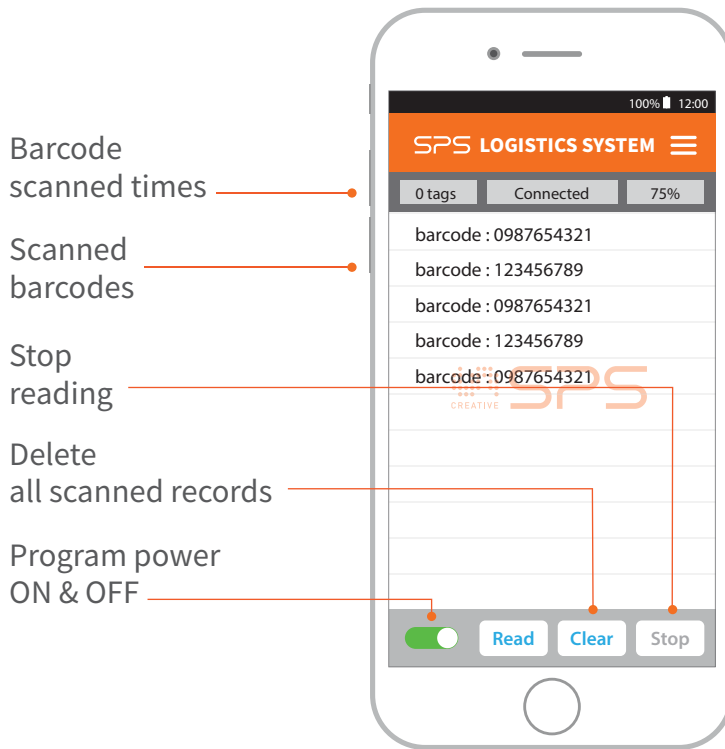 Barcode
scanned times
Scanned
barcodes
Stop
reading
Delete
all scanned records
Program power
ON & OFF
100% 12:00
SPS LOGISTICS SYSTEM
0 tags Connected 75%
barcode : 0987654321
barcode : 123456789
barcode : 0987654321
barcode : 123456789
barcode : 0987654321
CREATIVE SPS
Read Clear Stop